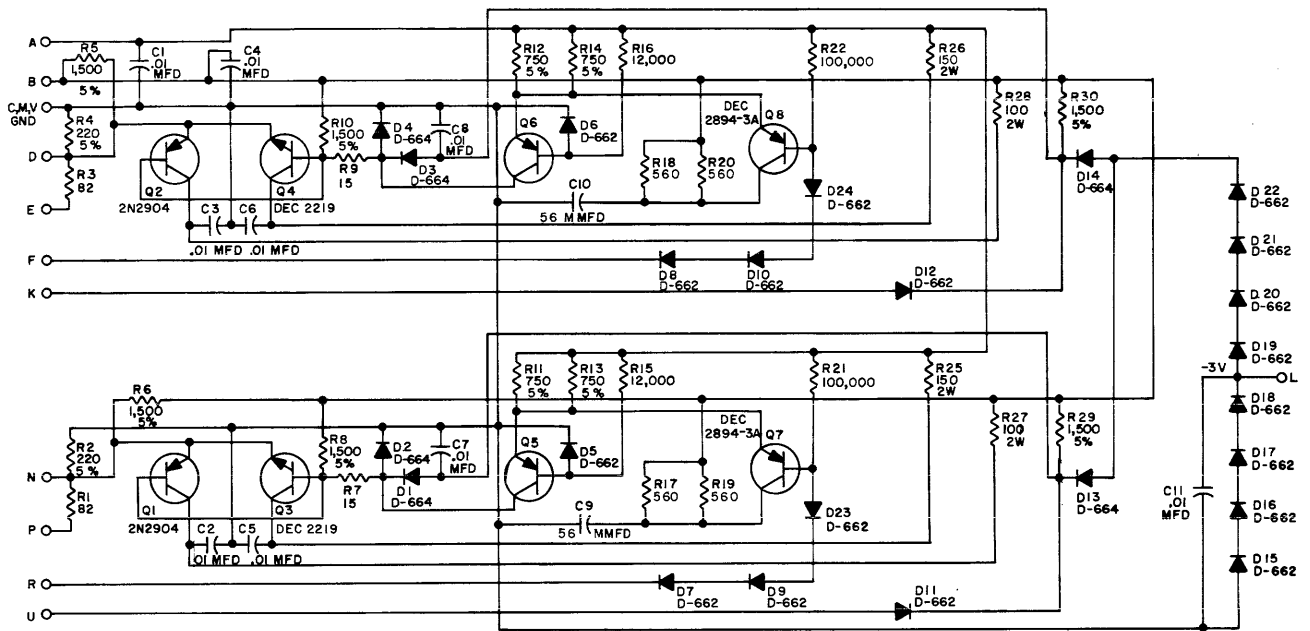 A
R5
1,500
5%
C1
.01
MFD
C4
.01
MFD
R12
750
5%
R14
750
5%
R16
12,000
R22
100,000
R26
150
2W
B
C,M,V
GND
R4
220
5%
D
R3
82
E
Q2
2N2904
Q4
DEC 2219
R10
1,500
5%
R9
15
D4
D-664
D3
D-664
C8
.01
MFD
Q6
D6
D-662
DEC
2894-3A
Q8
R28
100
2W
R30
1,500
5%
D14
D-664
R18
560
R20
560
C10
56 MMFD
D24
D-662
C3
C6
.01 MFD
.01 MFD
F
D8
D-662
D10
D-662
K
D12
D-662
D22
D-662
D21
D-662
D20
D-662
D19
D-662
-3V
L
D18
D-662
D17
D-662
D16
D-662
D15
D-662
C11
.01
MFD
R11
750
5%
R13
750
5%
R15
12,000
R21
100,000
R25
150
2W
R6
1,500
5%
R2
220
5%
N
R1
82
P
Q1
2N2904
Q3
DEC 2219
R8
1,500
5%
R7
15
D2
D-664
D1
D-664
C7
.01
MFD
Q5
D5
D-662
DEC
2894-3A
Q7
R27
100
2W
R29
1,500
5%
D13
D-664
R17
560
R19
560
C9
56 MMFD
D23
D-662
C2
C5
.01 MFD
.01 MFD
R
D7
D-662
D9
D-662
U
D11
D-662